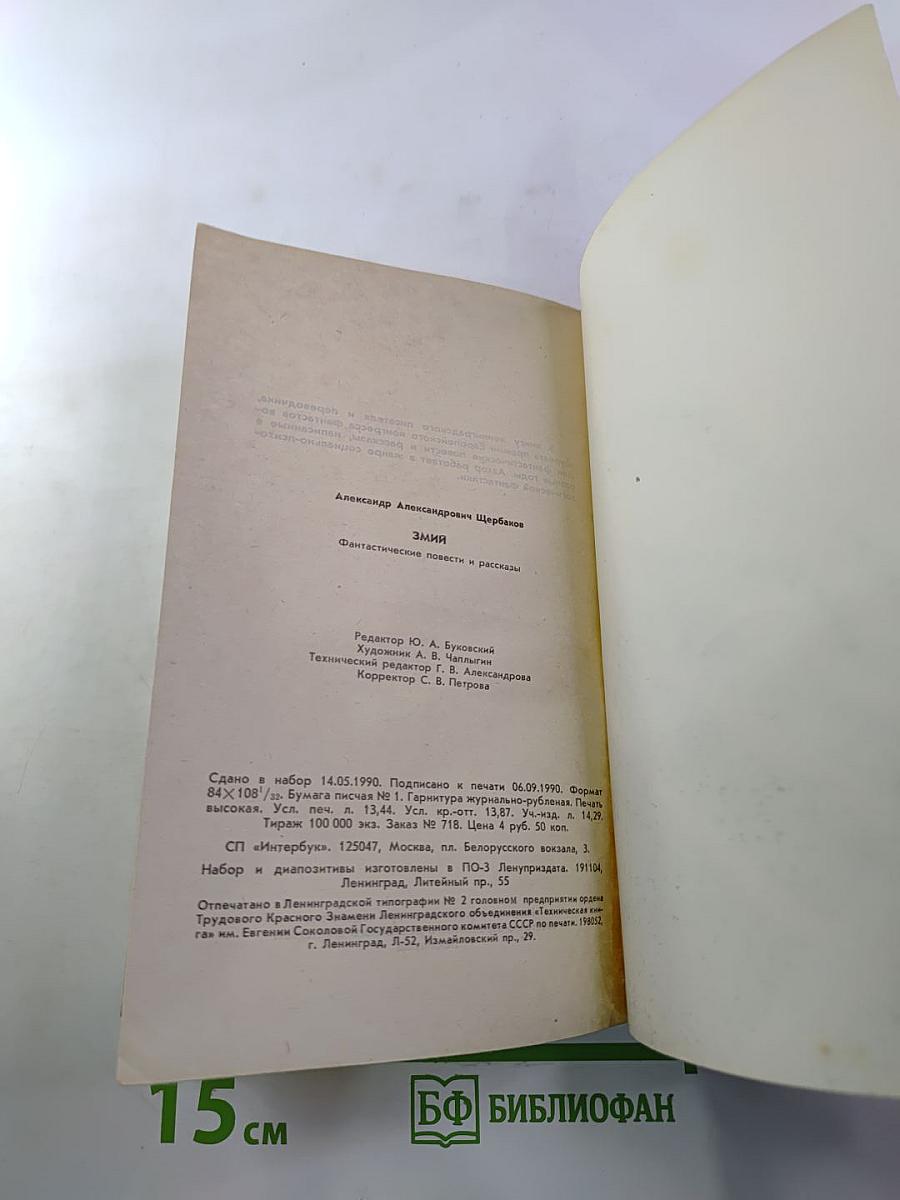 Александр Александрович Щербаков
ЗМИЙ
Фантастические повести и рассказы
Редактор Ю. А. Буковский
Художник А. В. Чаплыгин
Технический редактор Г. В. Александрова
Корректор С. В. Петрова
Сдано в набор 14.05.1990. Подписано к печати 06.09.1990. Формат
84×108¹/₃₂. Бумага писчая № 1. Гарнитура журнально-рубленая. Печать
высокая. Усл. печ. л. 13,44. Усл. кр.-отт. 13,87. Уч.-изд. л. 14,29.
Тираж 100 000 экз. Заказ № 718. Цена 4 руб. 50 коп.
СП «Интербук». 125047, Москва, пл. Белорусского вокзала, 3.
Набор и диапозитивы изготовлены в ПО-3 Ленуприздата. 191104,
Ленинград, Литейный пр., 55
Отпечатано в Ленинградской типографии № 2 головном предприятии ордена
Трудового Красного Знамени Ленинградского объединения «Техническая кни-
га» им. Евгении Соколовой Государственного комитета СССР по печати. 198052,
г. Ленинград, Л-52, Измайловский пр., 29.
15 см
БФ БИБЛИОФАН